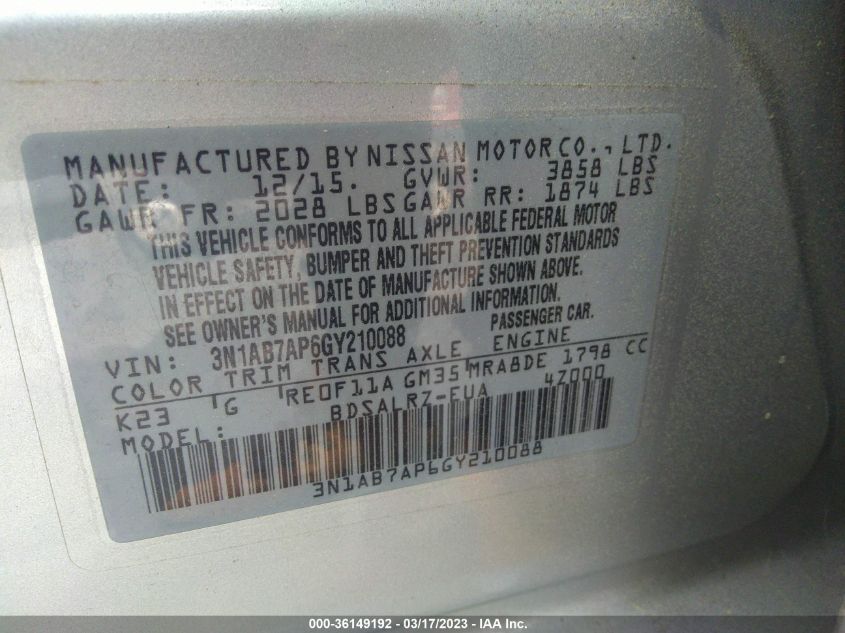 MANUFACTURED BY NISSAN MOTOR CO., LTD.
DATE: 12/15. GVWR: 3858 LBS
GAWR FR: 2028 LBS GAWR RR: 1874 LBS
THIS VEHICLE CONFORMS TO ALL APPLICABLE FEDERAL MOTOR
VEHICLE SAFETY, BUMPER AND THEFT PREVENTION STANDARDS
IN EFFECT ON THE DATE OF MANUFACTURE SHOWN ABOVE.
SEE OWNER'S MANUAL FOR ADDITIONAL INFORMATION.
VIN: 3N1AB7AP6GY210088 PASSENGER CAR.
COLOR TRIM TRANS AXLE ENGINE
K23 G RE0F11A GM35 MRA8DE 1798 CC
MODEL: BDSALRZ-EUA 4Z000
3N1AB7AP6GY210088
000-36149192 - 03/17/2023 - IAA Inc.